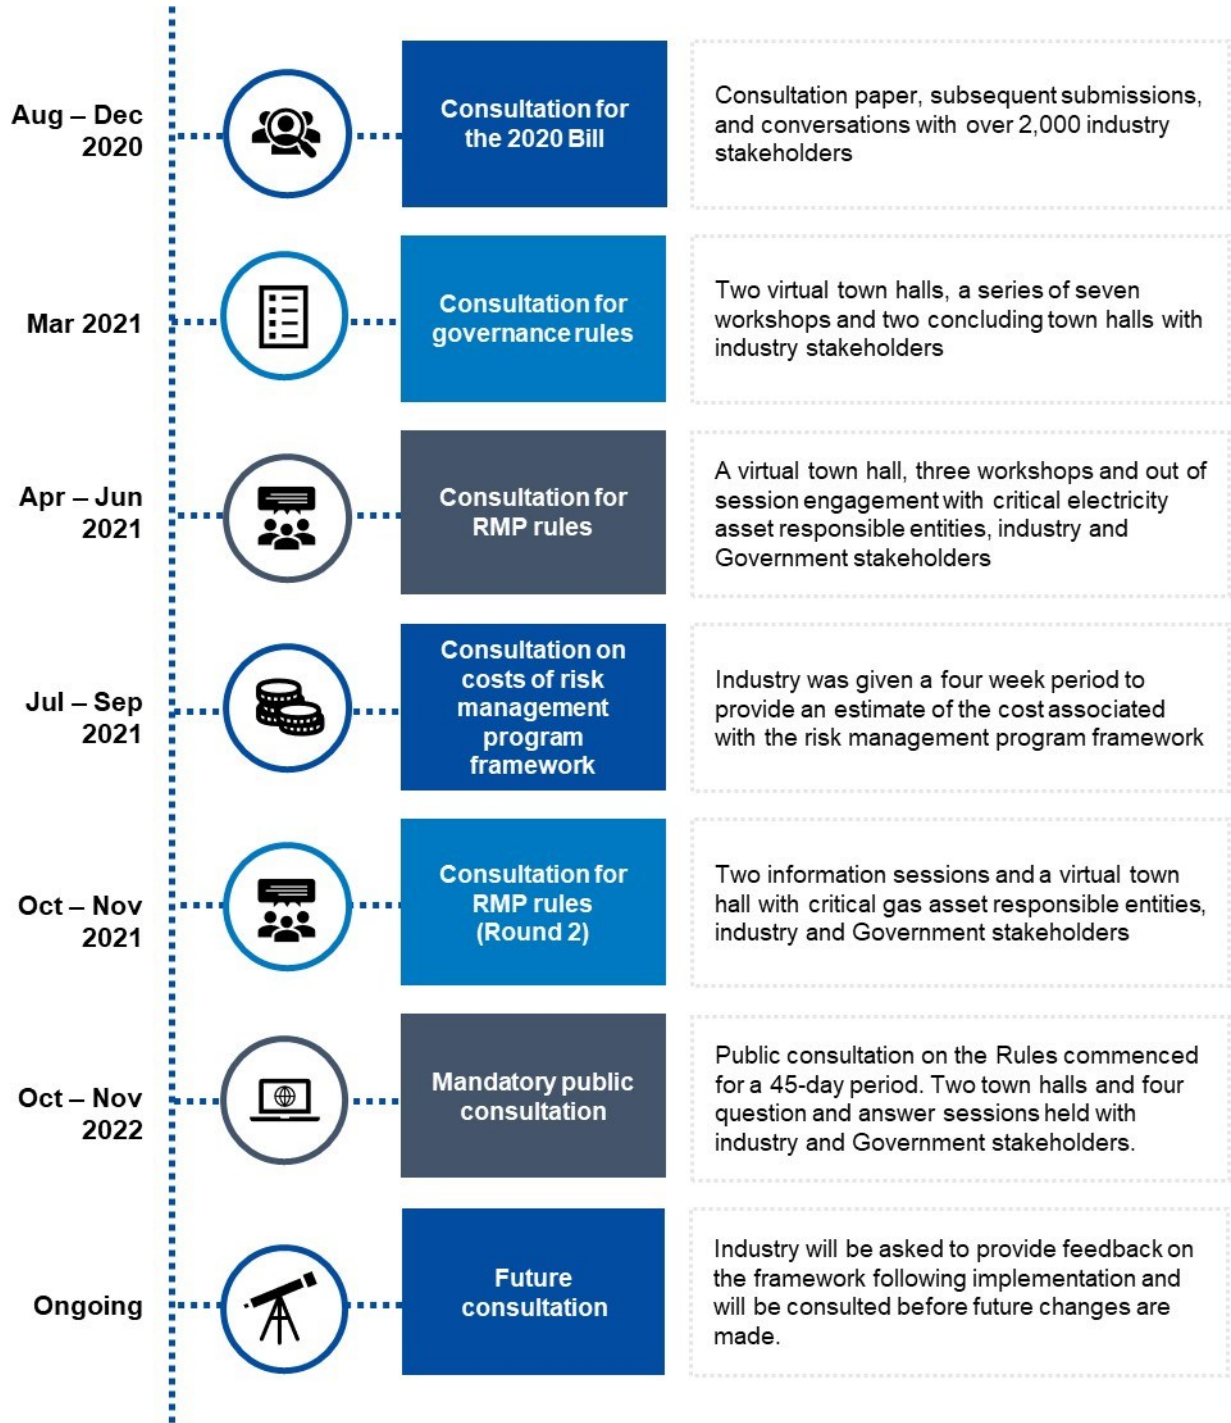 Aug – Dec
2020
Consultation for
the 2020 Bill
Consultation paper, subsequent submissions,
and conversations with over 2,000 industry
stakeholders
Mar 2021
Consultation for
governance rules
Two virtual town halls, a series of seven
workshops and two concluding town halls with
industry stakeholders
Apr – Jun
2021
Consultation for
RMP rules
A virtual town hall, three workshops and out of
session engagement with critical electricity
asset responsible entities, industry and
Government stakeholders
Jul – Sep
2021
Consultation on
costs of risk
management
program
framework
Industry was given a four week period to
provide an estimate of the cost associated
with the risk management program framework
Oct – Nov
2021
Consultation for
RMP rules
(Round 2)
Two information sessions and a virtual town
hall with critical gas asset responsible entities,
industry and Government stakeholders
Oct – Nov
2022
Mandatory public
consultation
Public consultation on the Rules commenced
for a 45-day period. Two town halls and four
question and answer sessions held with
industry and Government stakeholders.
Ongoing
Future
consultation
Industry will be asked to provide feedback on
the framework following implementation and
will be consulted before future changes are
made.